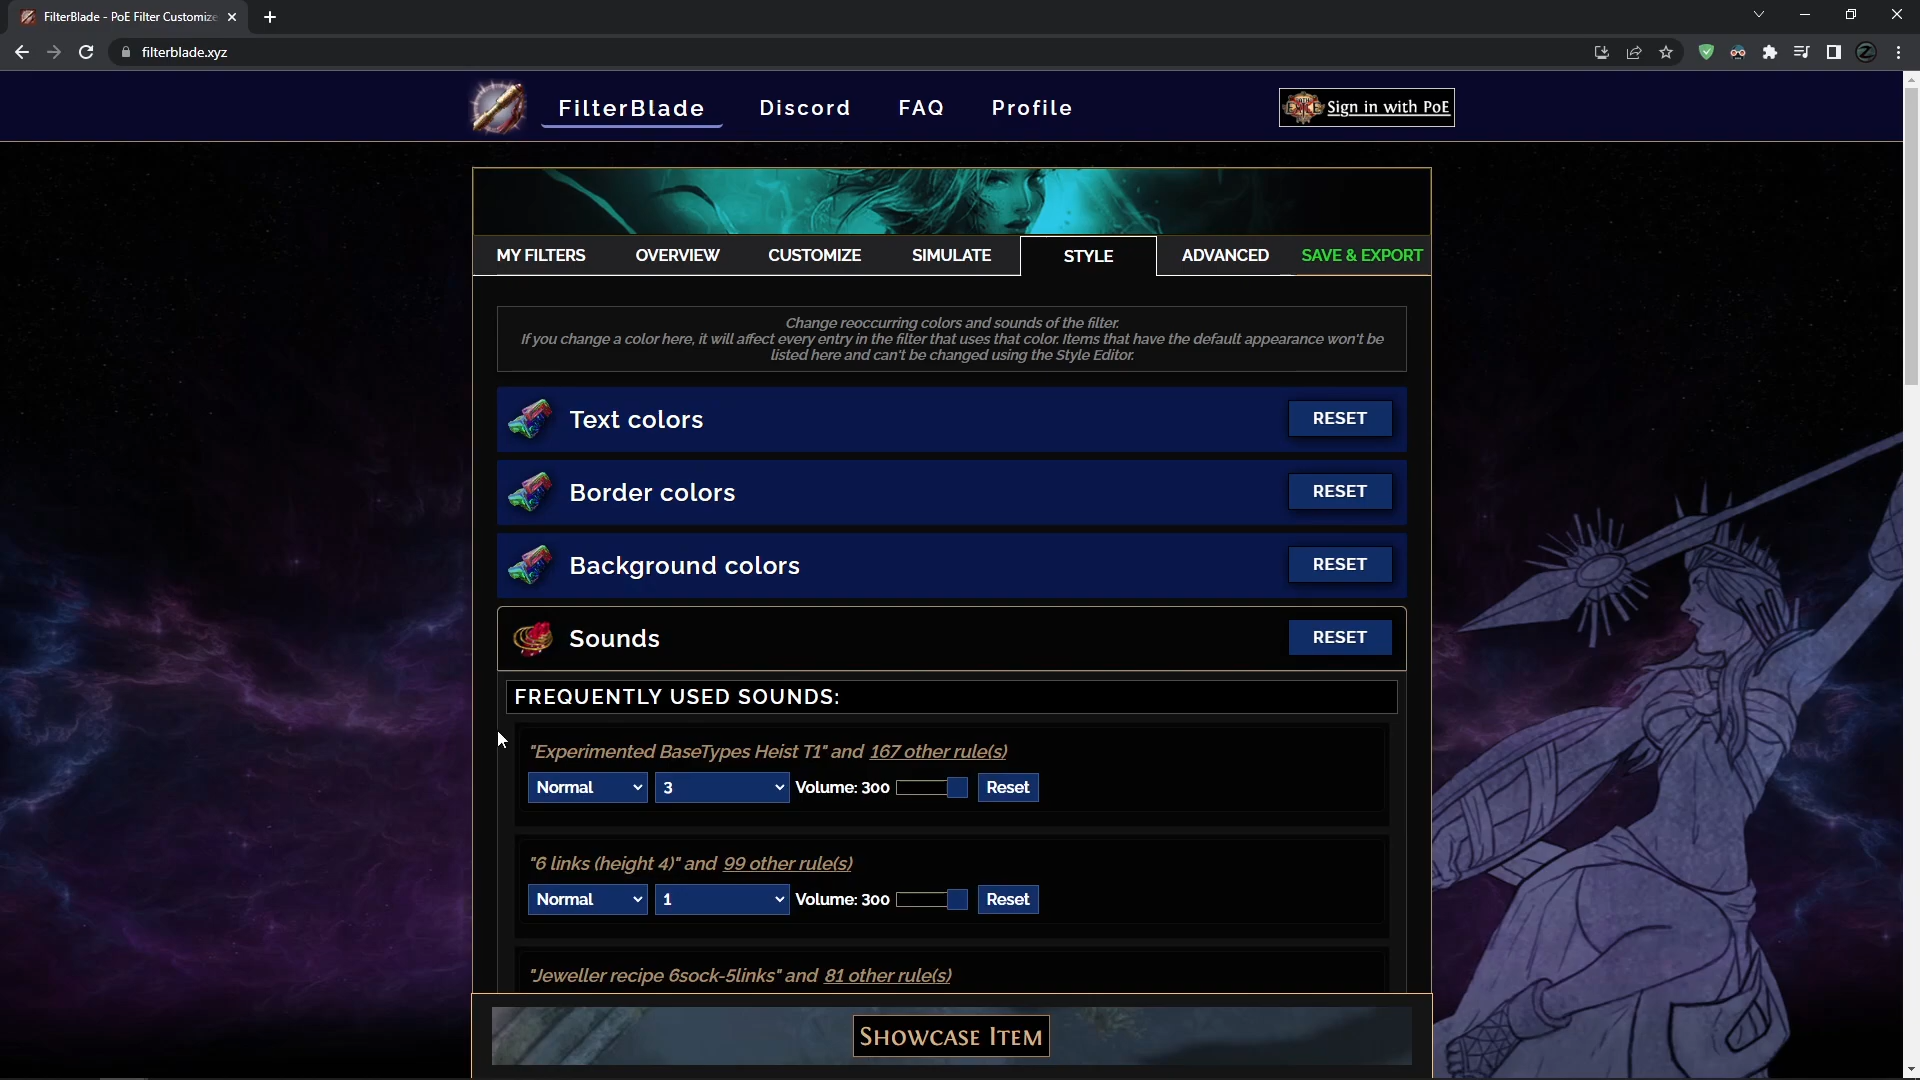 FilterBlade - PoE Filter Customize
filterblade.xyz
FilterBlade
Discord
FAQ
Profile
Sign in with PoE
MY FILTERS
OVERVIEW
CUSTOMIZE
SIMULATE
STYLE
ADVANCED
SAVE & EXPORT
Change reoccurring colors and sounds of the filter.
If you change a color here, it will affect every entry in the filter that uses that color. Items that have the default appearance won't be
listed here and can't be changed using the Style Editor.
Text colors
RESET
Border colors
RESET
Background colors
RESET
Sounds
RESET
FREQUENTLY USED SOUNDS:
"Experimented BaseTypes Heist T1" and 167 other rule(s)
Normal 3 Volume: 300 Reset
"6 links (height 4)" and 99 other rule(s)
Normal 1 Volume: 300 Reset
"Jeweller recipe 6sock-5links" and 81 other rule(s)
SHOWCASE ITEM